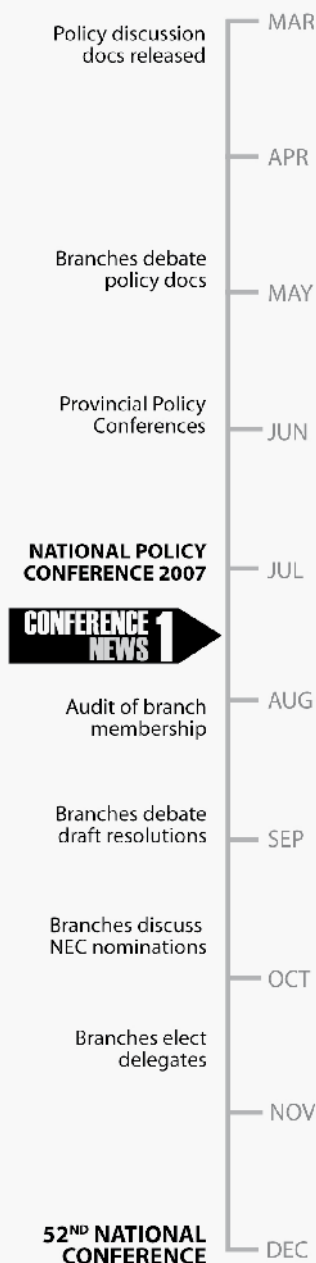 MAR
Policy discussion
docs released
APR
Branches debate
policy docs
MAY
Provincial Policy
Conferences
JUN
NATIONAL POLICY
CONFERENCE 2007
JUL
CONFERENCE
NEWS 1
AUG
Audit of branch
membership
Branches debate
draft resolutions
SEP
Branches discuss
NEC nominations
OCT
Branches elect
delegates
NOV
52ND NATIONAL
CONFERENCE
DEC